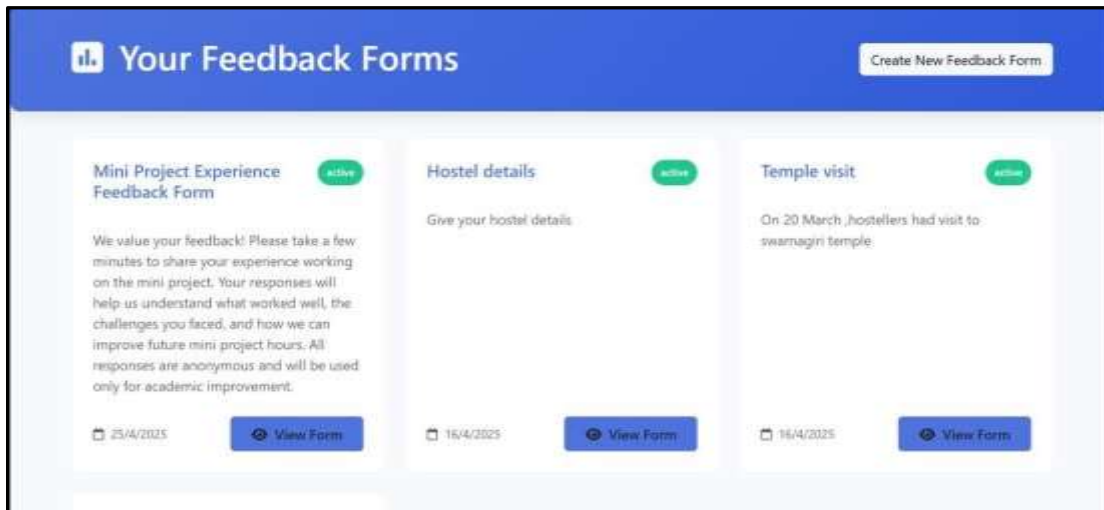 Your Feedback Forms
Create New Feedback Form
Mini Project Experience
Feedback Form
active
We value your feedback! Please take a few
minutes to share your experience working
on the mini project. Your responses will
help us understand what worked well, the
challenges you faced, and how we can
improve future mini project hours. All
responses are anonymous and will be used
only for academic improvement.
25/4/2025
View Form
Hostel details
active
Give your hostel details
16/4/2025
View Form
Temple visit
active
On 20 March ,hostellers had visit to
swarnagiri temple
16/4/2025
View Form